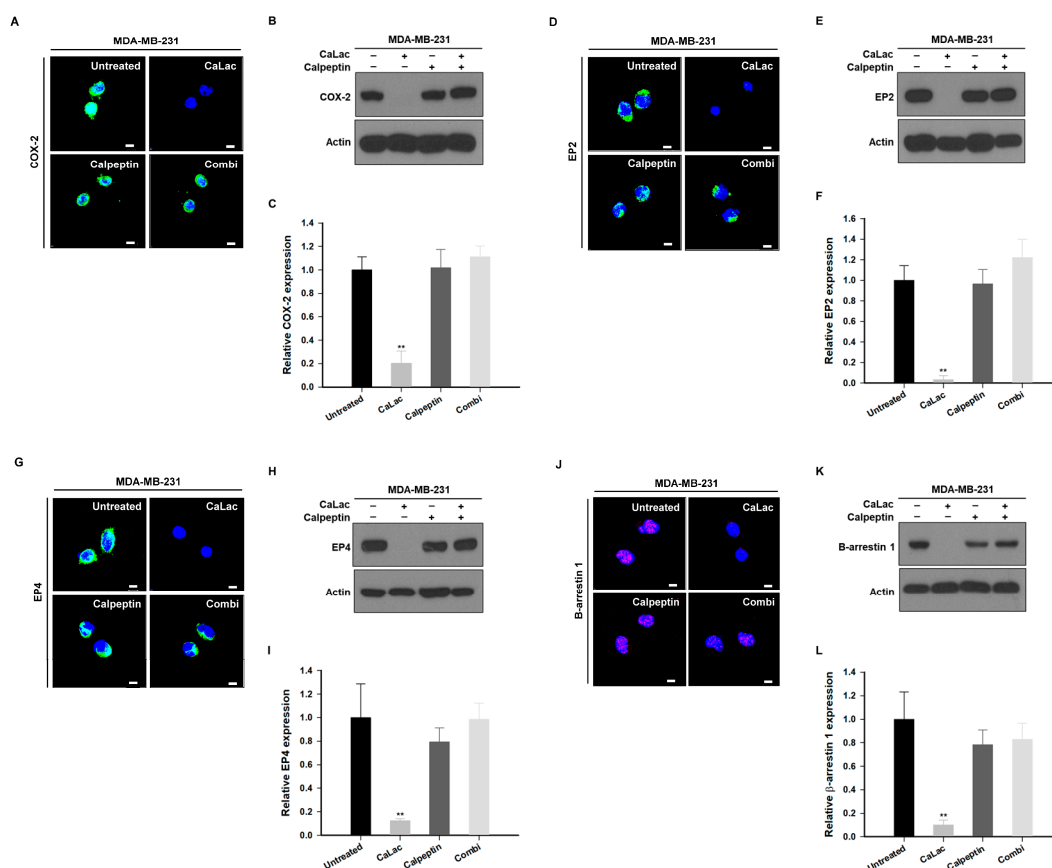 A
MDA-MB-231
COX-2
Untreated
CaLac
Calpeptin
Combi
B
MDA-MB-231
CaLac – + – +
Calpeptin – – + +
COX-2
Actin
C
Relative COX-2 expression
1.4
1.2
1.0
0.8
0.6
0.4
0.2
0.0
**
Untreated
CaLac
Calpeptin
Combi
D
MDA-MB-231
EP2
Untreated
CaLac
Calpeptin
Combi
E
MDA-MB-231
CaLac – + – +
Calpeptin – – + +
EP2
Actin
F
Relative EP2 expression
1.6
1.4
1.2
1.0
0.8
0.6
0.4
0.2
0.0
**
Untreated
CaLac
Calpeptin
Combi
G
MDA-MB-231
EP4
Untreated
CaLac
Calpeptin
Combi
H
MDA-MB-231
CaLac – + – +
Calpeptin – – + +
EP4
Actin
I
Relative EP4 expression
1.4
1.2
1.0
0.8
0.6
0.4
0.2
0.0
**
Untreated
CaLac
Calpeptin
Combi
J
MDA-MB-231
B-arrestin 1
Untreated
CaLac
Calpeptin
Combi
K
MDA-MB-231
CaLac – + – +
Calpeptin – – + +
B-arrestin 1
Actin
L
Relative β-arrestin 1 expression
1.4
1.2
1.0
0.8
0.6
0.4
0.2
0.0
**
Untreated
CaLac
Calpeptin
Combi